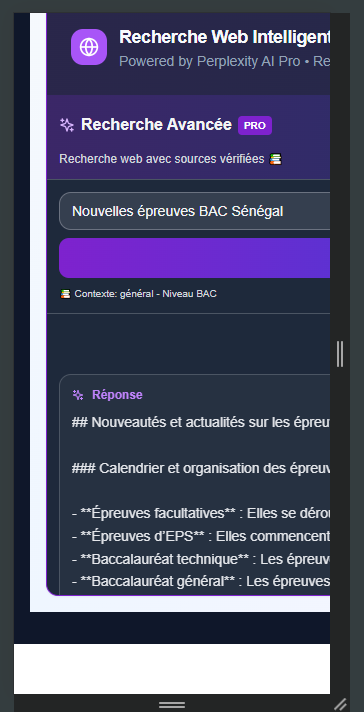 Recherche Web Intelligent
Powered by Perplexity AI Pro • Re
Recherche Avancée PRO
Recherche web avec sources vérifiées
Nouvelles épreuves BAC Sénégal
Contexte: général - Niveau BAC
Réponse
## Nouveautés et actualités sur les épreu
### Calendrier et organisation des épreuv
- **Épreuves facultatives** : Elles se dérou
- **Épreuves d'EPS** : Elles commencent
- **Baccalauréat technique** : Les épreuve
- **Baccalauréat général** : Les épreuves